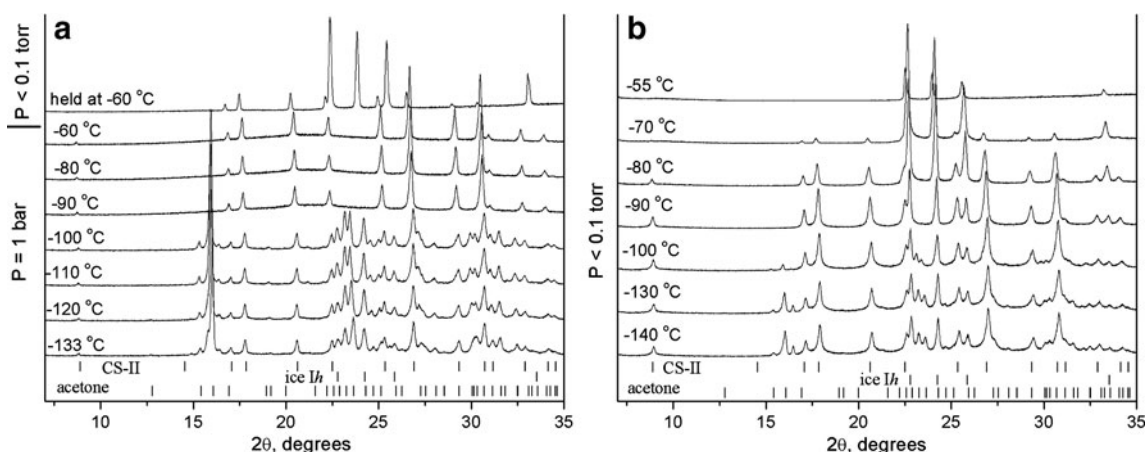 a
P < 0.1 torr
P = 1 bar
held at -60 °C
-60 °C
-80 °C
-90 °C
-100 °C
-110 °C
-120 °C
-133 °C
CS-II
ice Ih
acetone
10 15 20 25 30 35
2θ, degrees
b
P < 0.1 torr
-55 °C
-70 °C
-80 °C
-90 °C
-100 °C
-130 °C
-140 °C
CS-II
ice Ih
acetone
10 15 20 25 30 35
2θ, degrees